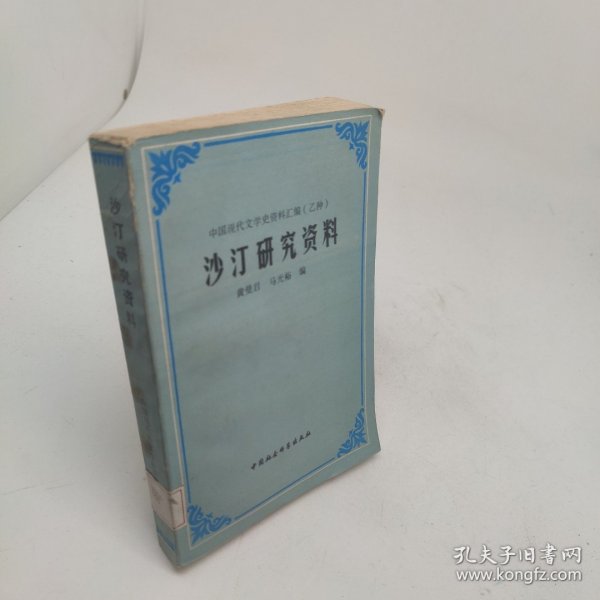 中国现代文学史资料汇编（乙种）
沙汀研究资料
黄曼君 马光裕 编
中国社会科学出版社
沙汀研究资料
孔夫子旧书网
www.kongfz.com